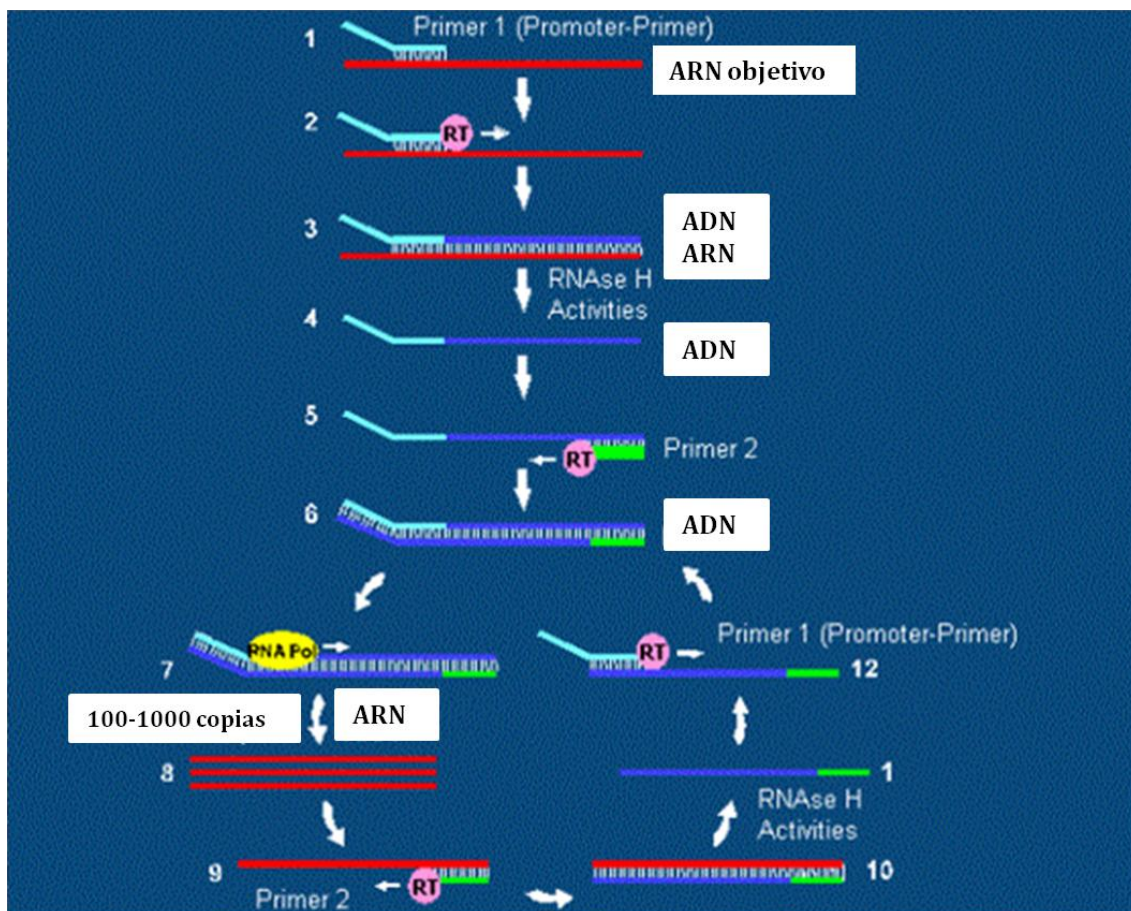 Primer 1 (Promoter-Primer)
1
ARN objetivo
2
RT
3
ADN
ARN
RNAse H
Activities
4
ADN
5
RT
Primer 2
6
ADN
7
RNA Pol
RT
Primer 1 (Promoter-Primer)
12
100-1000 copias
ARN
8
1
RNAse H
Activities
9
RT
Primer 2
10